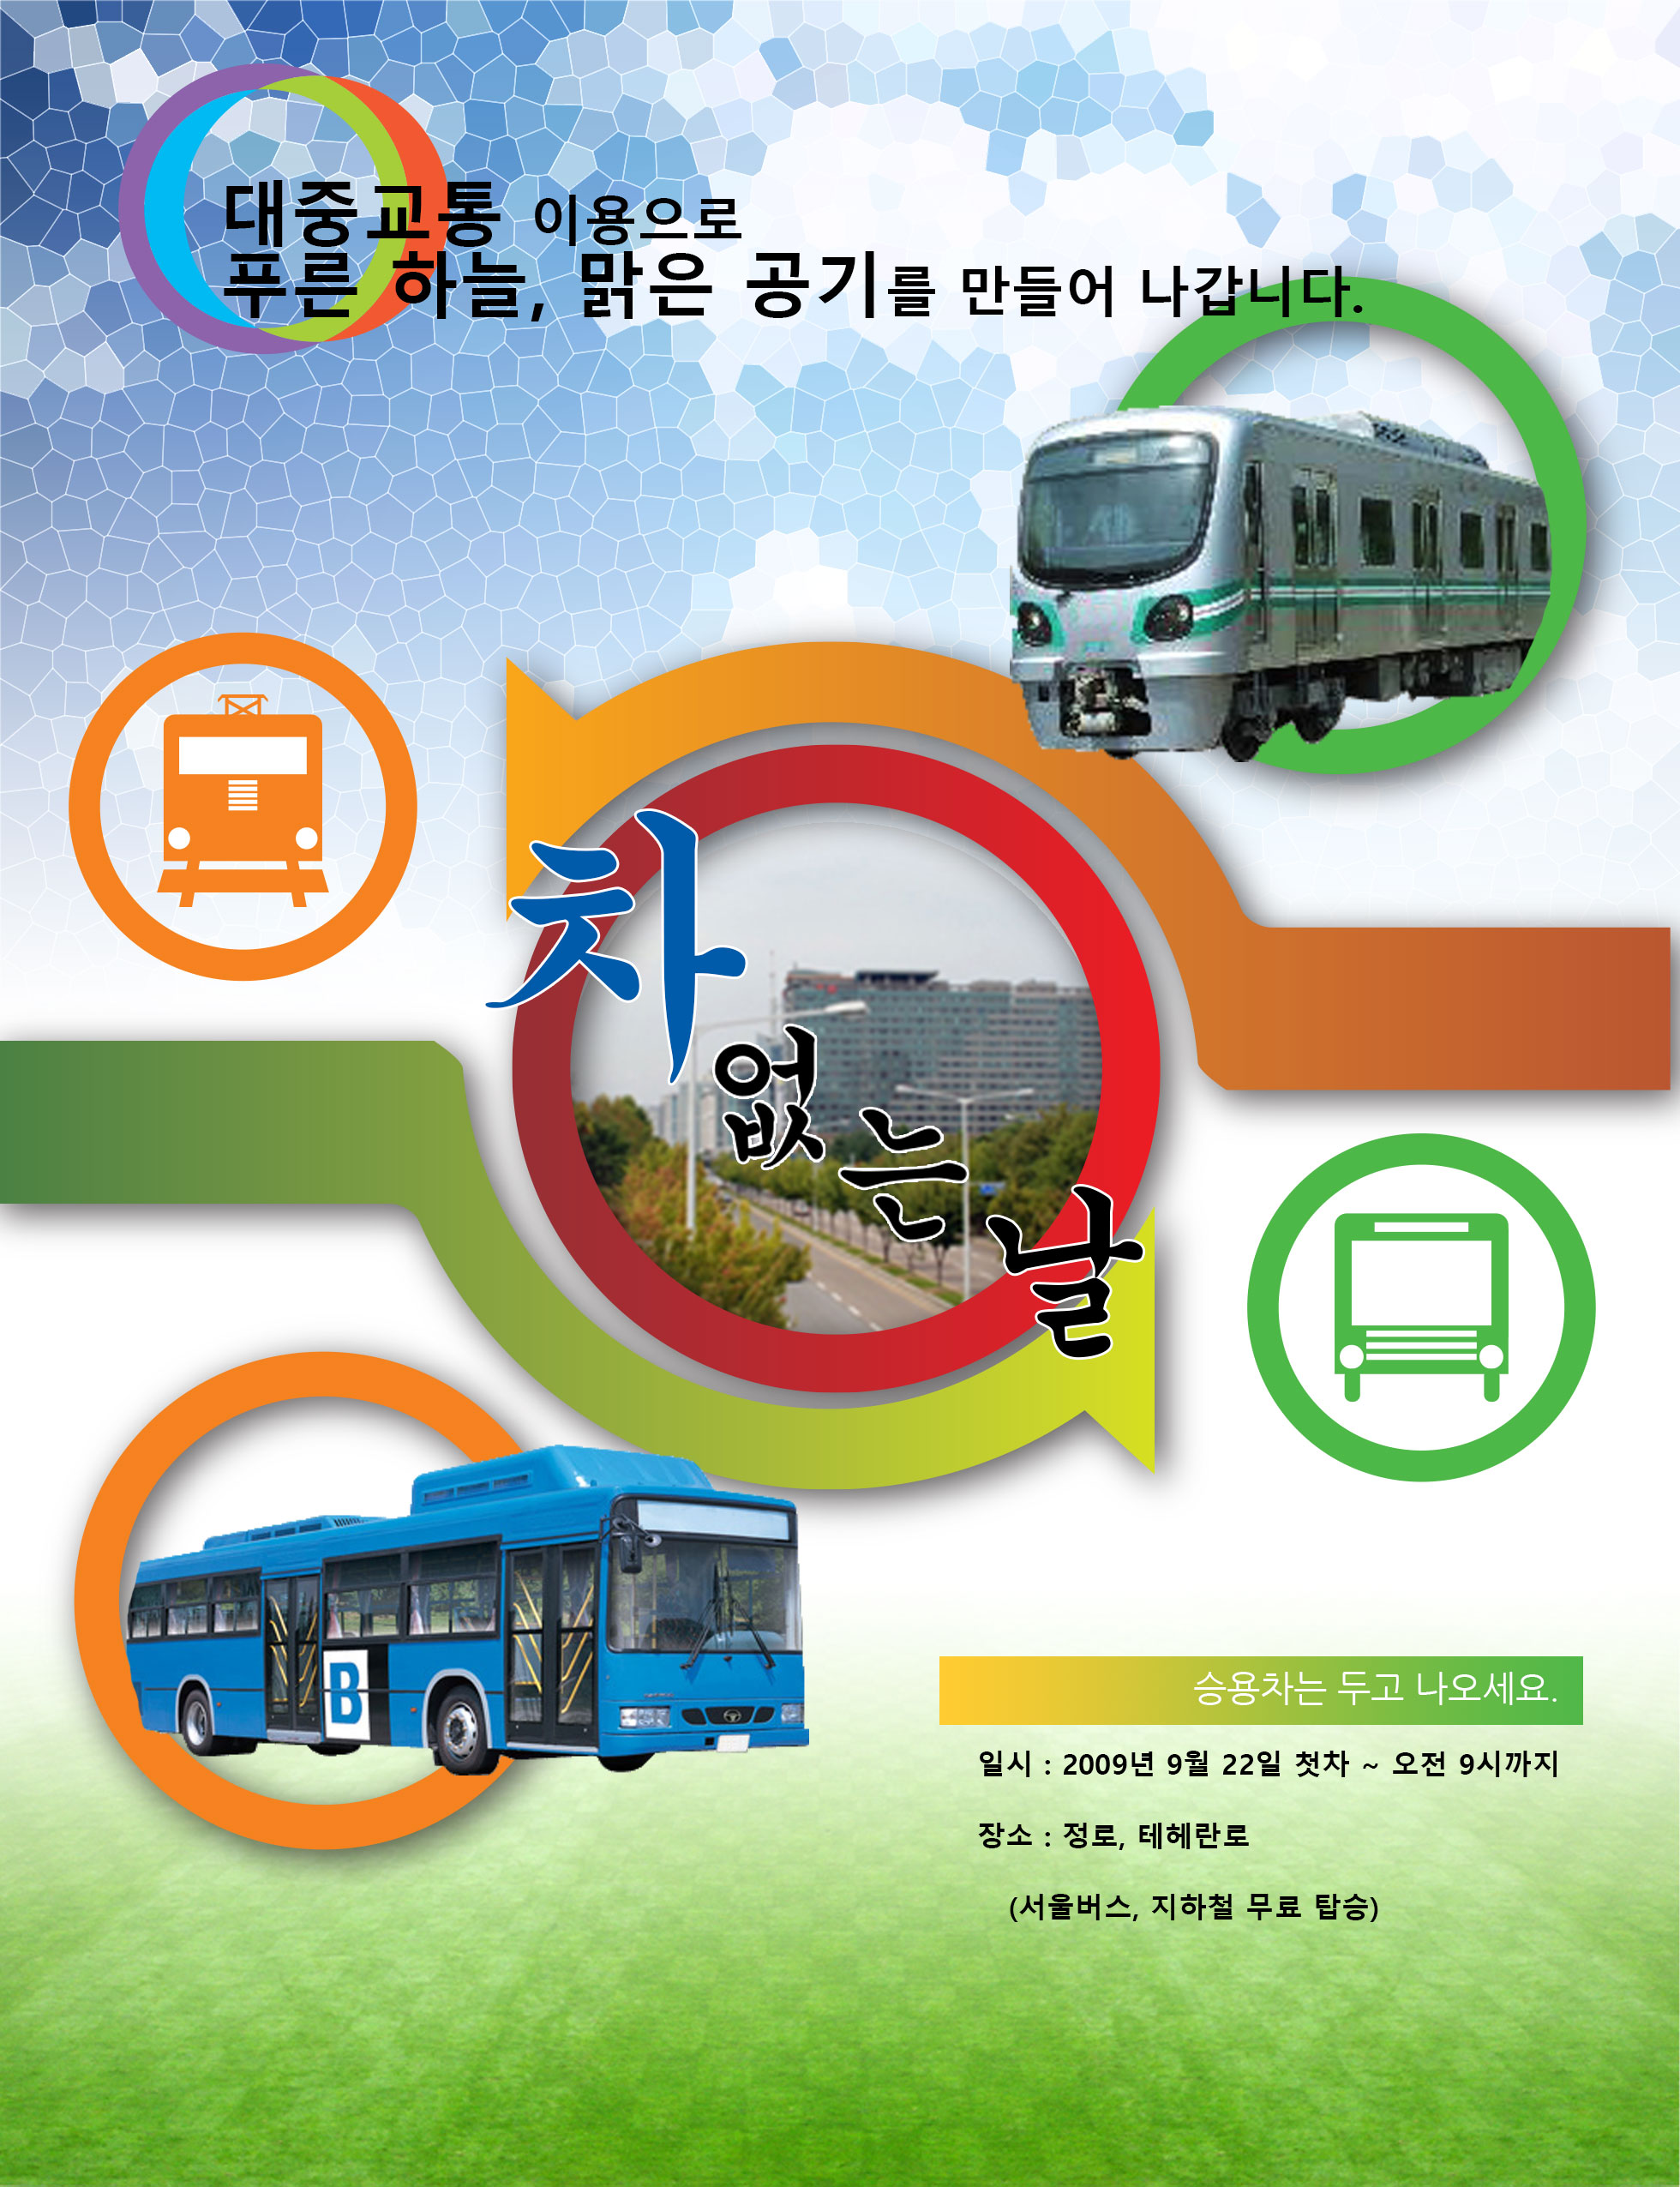 대중교통 이용으로
푸른 하늘, 맑은 공기를 만들어 나갑니다.
차
없
는
날
B
승용차는 두고 나오세요.
일시 : 2009년 9월 22일 첫차 ~ 오전 9시까지
장소 : 정로, 테헤란로
(서울버스, 지하철 무료 탑승)